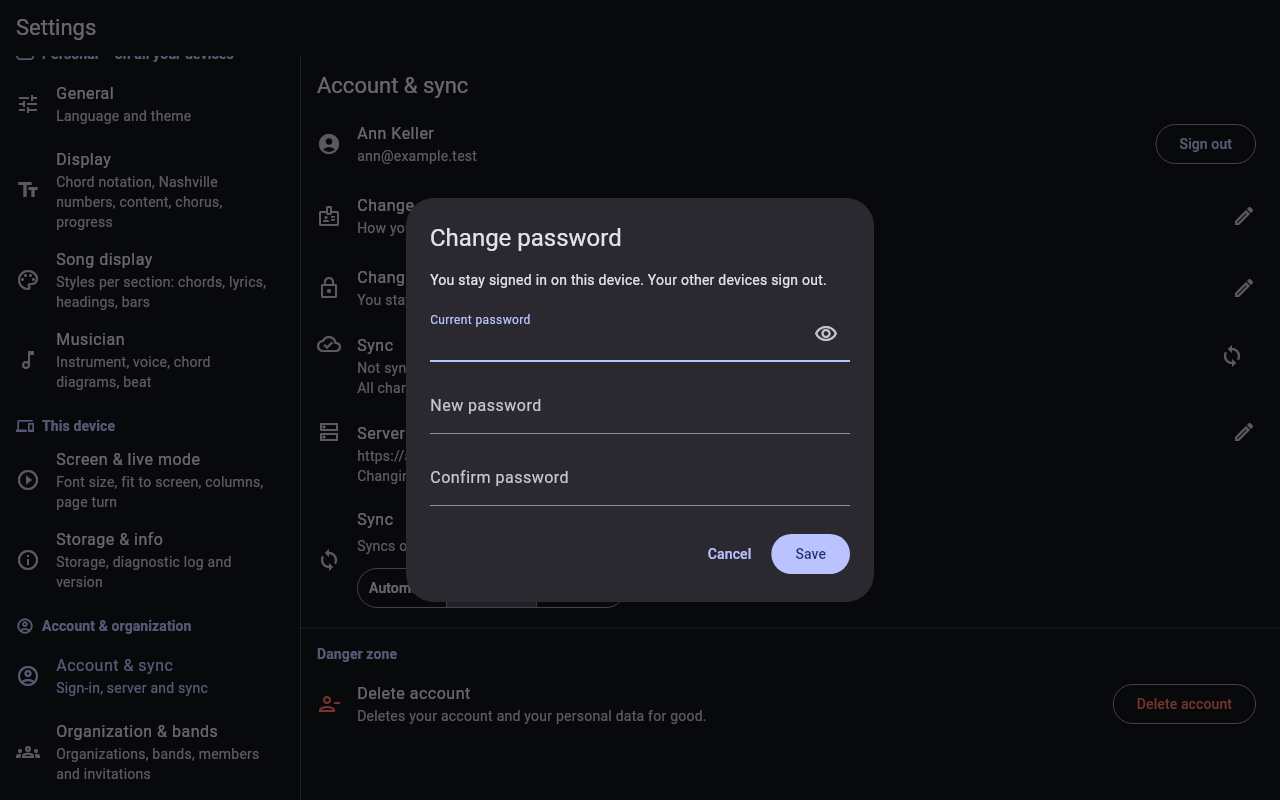 Settings
Personal – on all your devices
General
Language and theme
Display
Chord notation, Nashville
numbers, content, chorus,
progress
Song display
Styles per section: chords, lyrics,
headings, bars
Musician
Instrument, voice, chord
diagrams, beat
This device
Screen & live mode
Font size, fit to screen, columns,
page turn
Storage & info
Storage, diagnostic log and
version
Account & organization
Account & sync
Sign-in, server and sync
Organization & bands
Organizations, bands, members
and invitations
Account & sync
Ann Keller
ann@example.test
Sign out
Change
How yo
Chang
You sta
Sync
Not syn
All chan
Server
https://
Changin
Sync
Syncs o
Autom
Change password
You stay signed in on this device. Your other devices sign out.
Current password
New password
Confirm password
Cancel
Save
Danger zone
Delete account
Deletes your account and your personal data for good.
Delete account